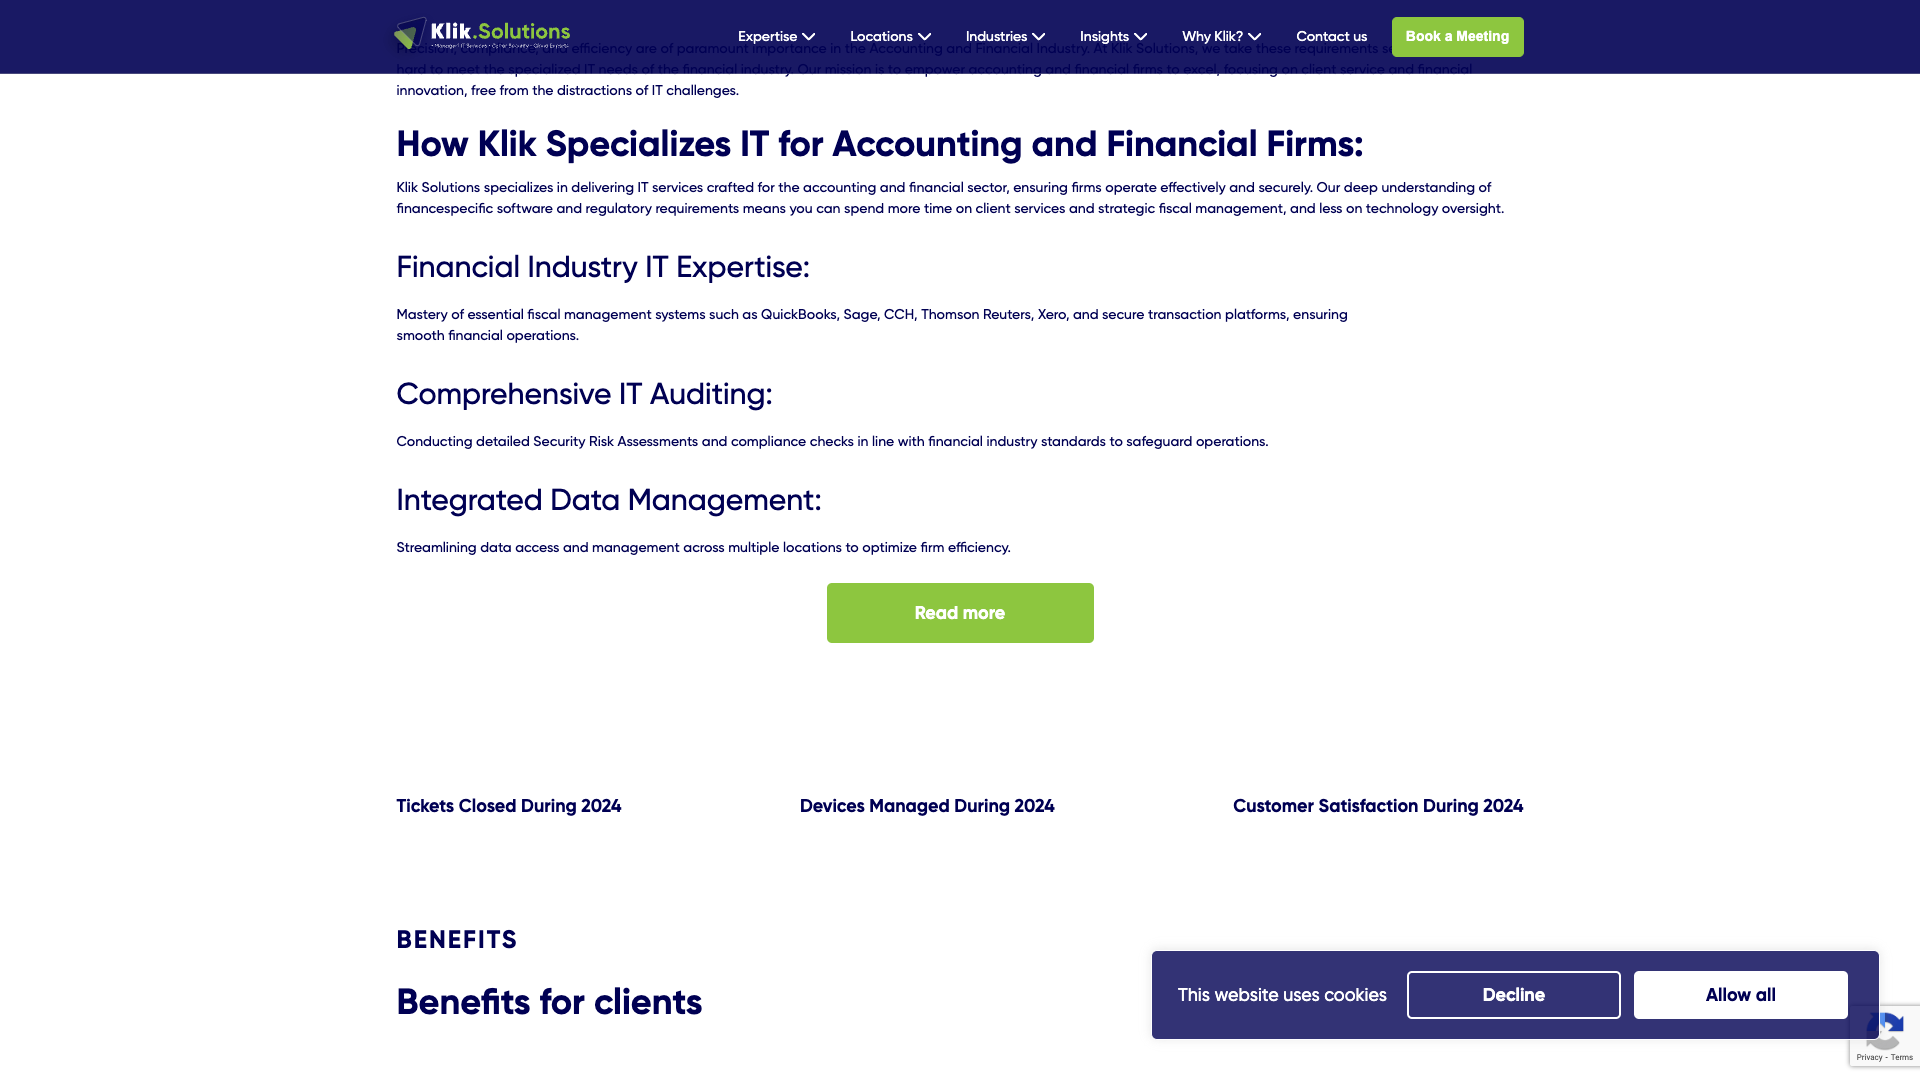 Klik.Solutions
Managed IT Services • Cyber Security • Cloud Experts
Expertise
Locations
Industries
Insights
Why Klik?
Contact us
Book a Meeting
Precision, compliance, and efficiency are of paramount importance in the Accounting and Financial Industry. At Klik Solutions, we take these requirements
hard to meet the specialized IT needs of the financial industry. Our mission is to empower accounting and financial firms to excel, focusing on client service and financial
innovation, free from the distractions of IT challenges.
How Klik Specializes IT for Accounting and Financial Firms:
Klik Solutions specializes in delivering IT services crafted for the accounting and financial sector, ensuring firms operate effectively and securely. Our deep understanding of
financespecific software and regulatory requirements means you can spend more time on client services and strategic fiscal management, and less on technology oversight.
Financial Industry IT Expertise:
Mastery of essential fiscal management systems such as QuickBooks, Sage, CCH, Thomson Reuters, Xero, and secure transaction platforms, ensuring
smooth financial operations.
Comprehensive IT Auditing:
Conducting detailed Security Risk Assessments and compliance checks in line with financial industry standards to safeguard operations.
Integrated Data Management:
Streamlining data access and management across multiple locations to optimize firm efficiency.
Read more
Tickets Closed During 2024
Devices Managed During 2024
Customer Satisfaction During 2024
BENEFITS
Benefits for clients
This website uses cookies
Decline
Allow all
Privacy - Terms